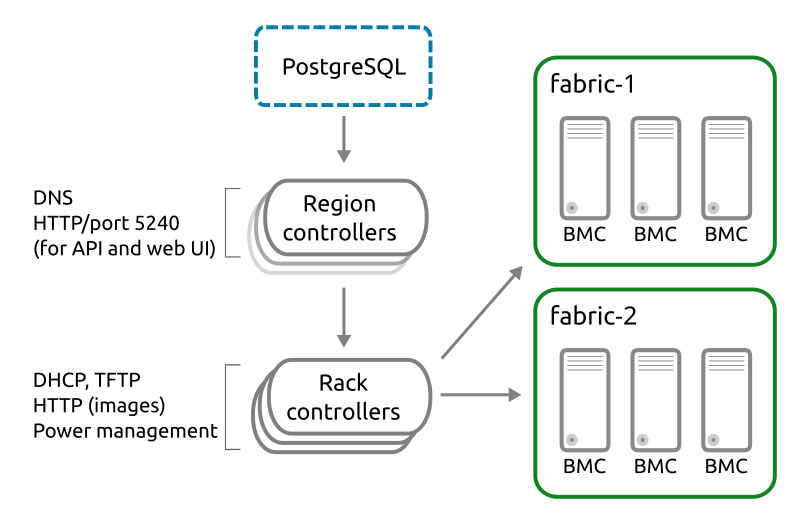 PostgreSQL
DNS
HTTP/port 5240
(for API and web UI)
Region
controllers
DHCP, TFTP
HTTP (images)
Power management
Rack
controllers
fabric-1
BMC BMC BMC
fabric-2
BMC BMC BMC